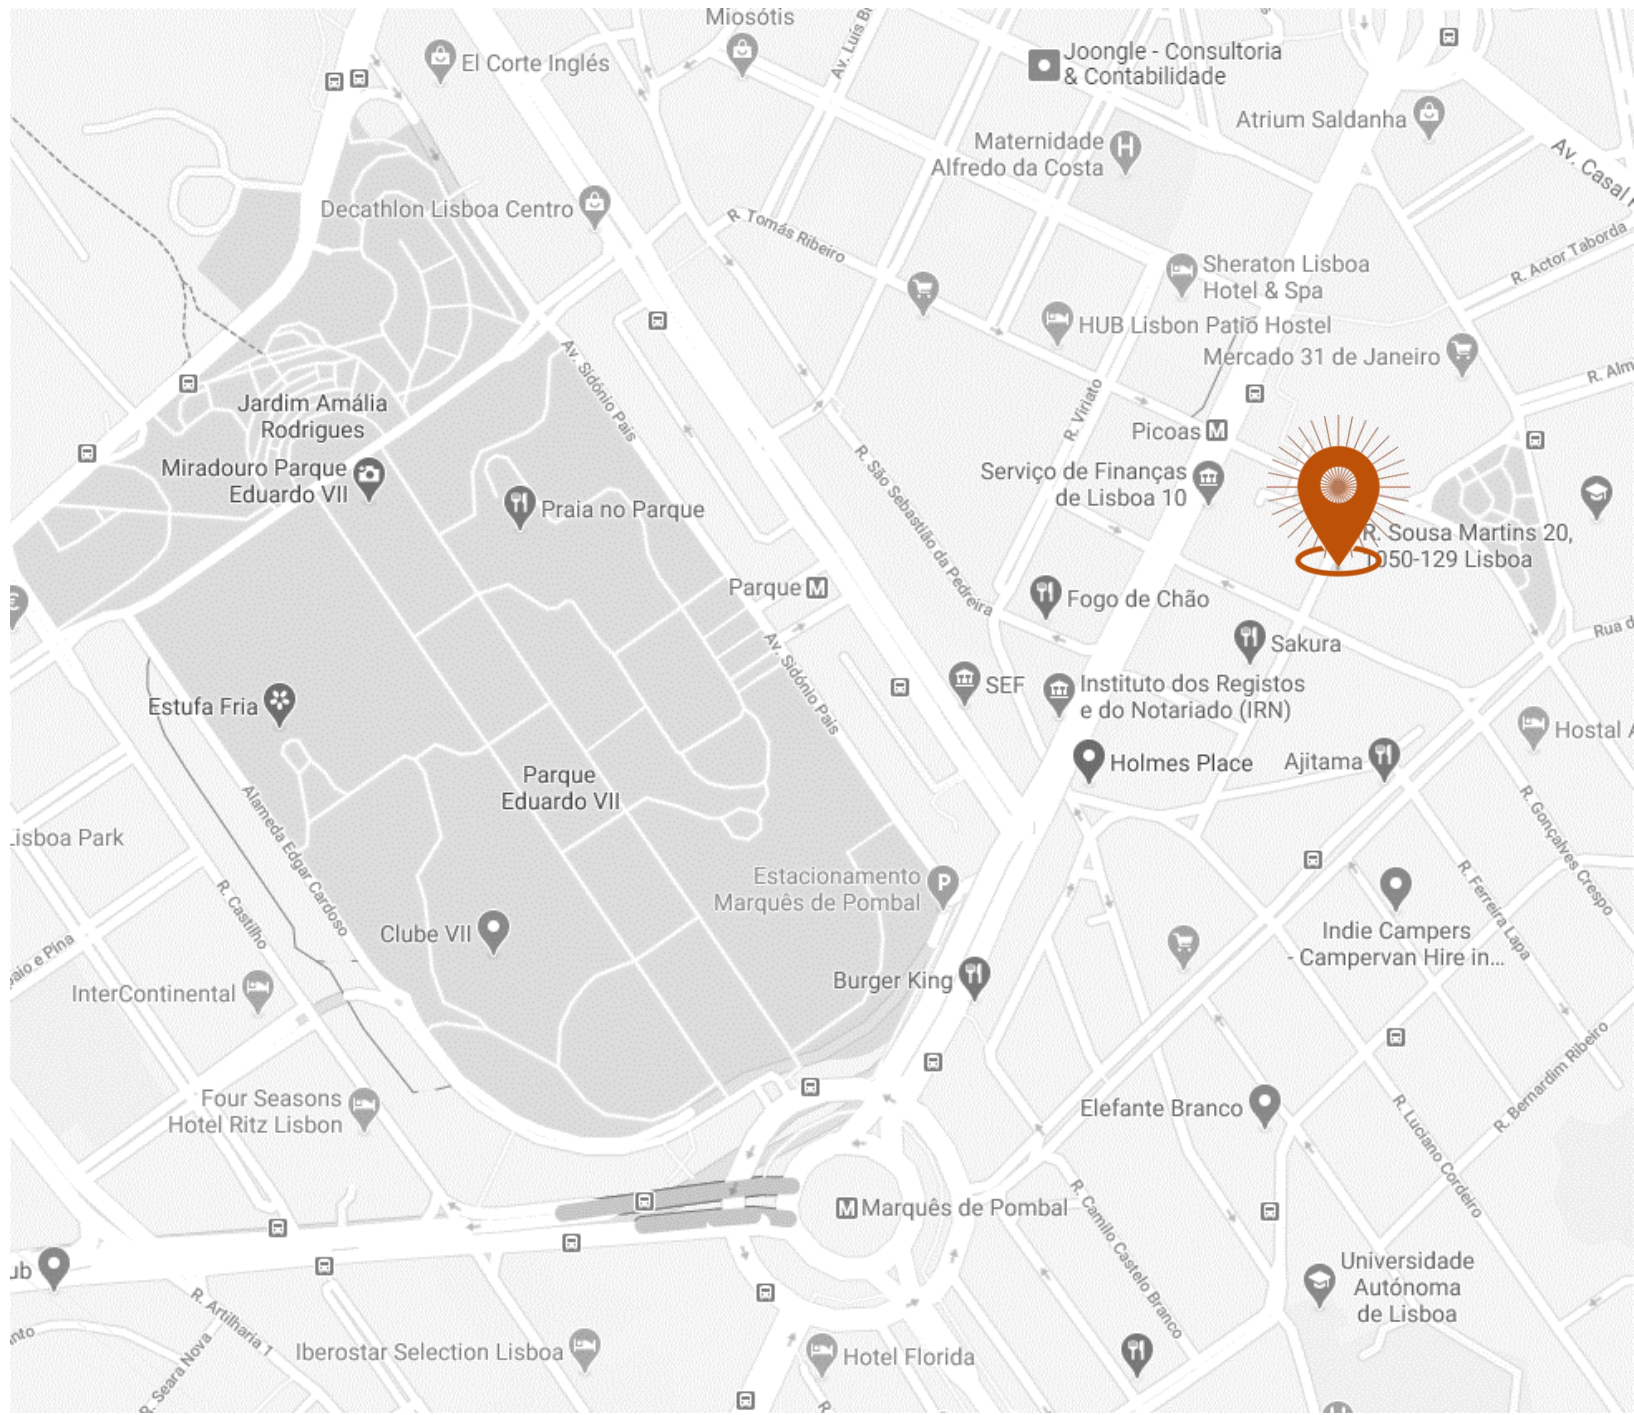 Miosótis
El Corte Inglés
Av. Luís B
Joongle - Consultoria
& Contabilidade
Atrium Saldanha
Maternidade
Alfredo da Costa
Av. Casal
Decathlon Lisboa Centro
R. Tomás Ribeiro
R. Actor Taborda
Sheraton Lisboa
Hotel & Spa
HUB Lisbon Patio Hostel
Mercado 31 de Janeiro
Av. Sidónio Pais
R. Alm
Jardim Amália
Rodrigues
R. Viriato
Picoas M
Miradouro Parque
Eduardo VII
Praia no Parque
R. São Sebastião da Pedreira
Serviço de Finanças
de Lisboa 10
R. Sousa Martins 20,
1050-129 Lisboa
Parque M
Fogo de Chão
Rua d
Sakura
Av. Sidónio Pais
SEF
Instituto dos Registos
e do Notariado (IRN)
Estufa Fria
Hostal A
Holmes Place
Ajitama
Parque
Eduardo VII
Alameda Edgar Cardoso
R. Gonçalves Crespo
Lisboa Park
R. Castilho
Estacionamento
Marquês de Pombal
P
R. Ferreira Lapa
Clube VII
Indie Campers
- Campervan Hire in...
aio e Pina
InterContinental
Burger King
R. Bernardim Ribeiro
Four Seasons
Hotel Ritz Lisbon
Elefante Branco
R. Luciano Cordeiro
M Marquês de Pombal
R. Camilo Castelo Branco
ub
Universidade
Autónoma
de Lisboa
R. Artilharia 1
nto
R. Seara Nova
Iberostar Selection Lisboa
Hotel Florida
R.